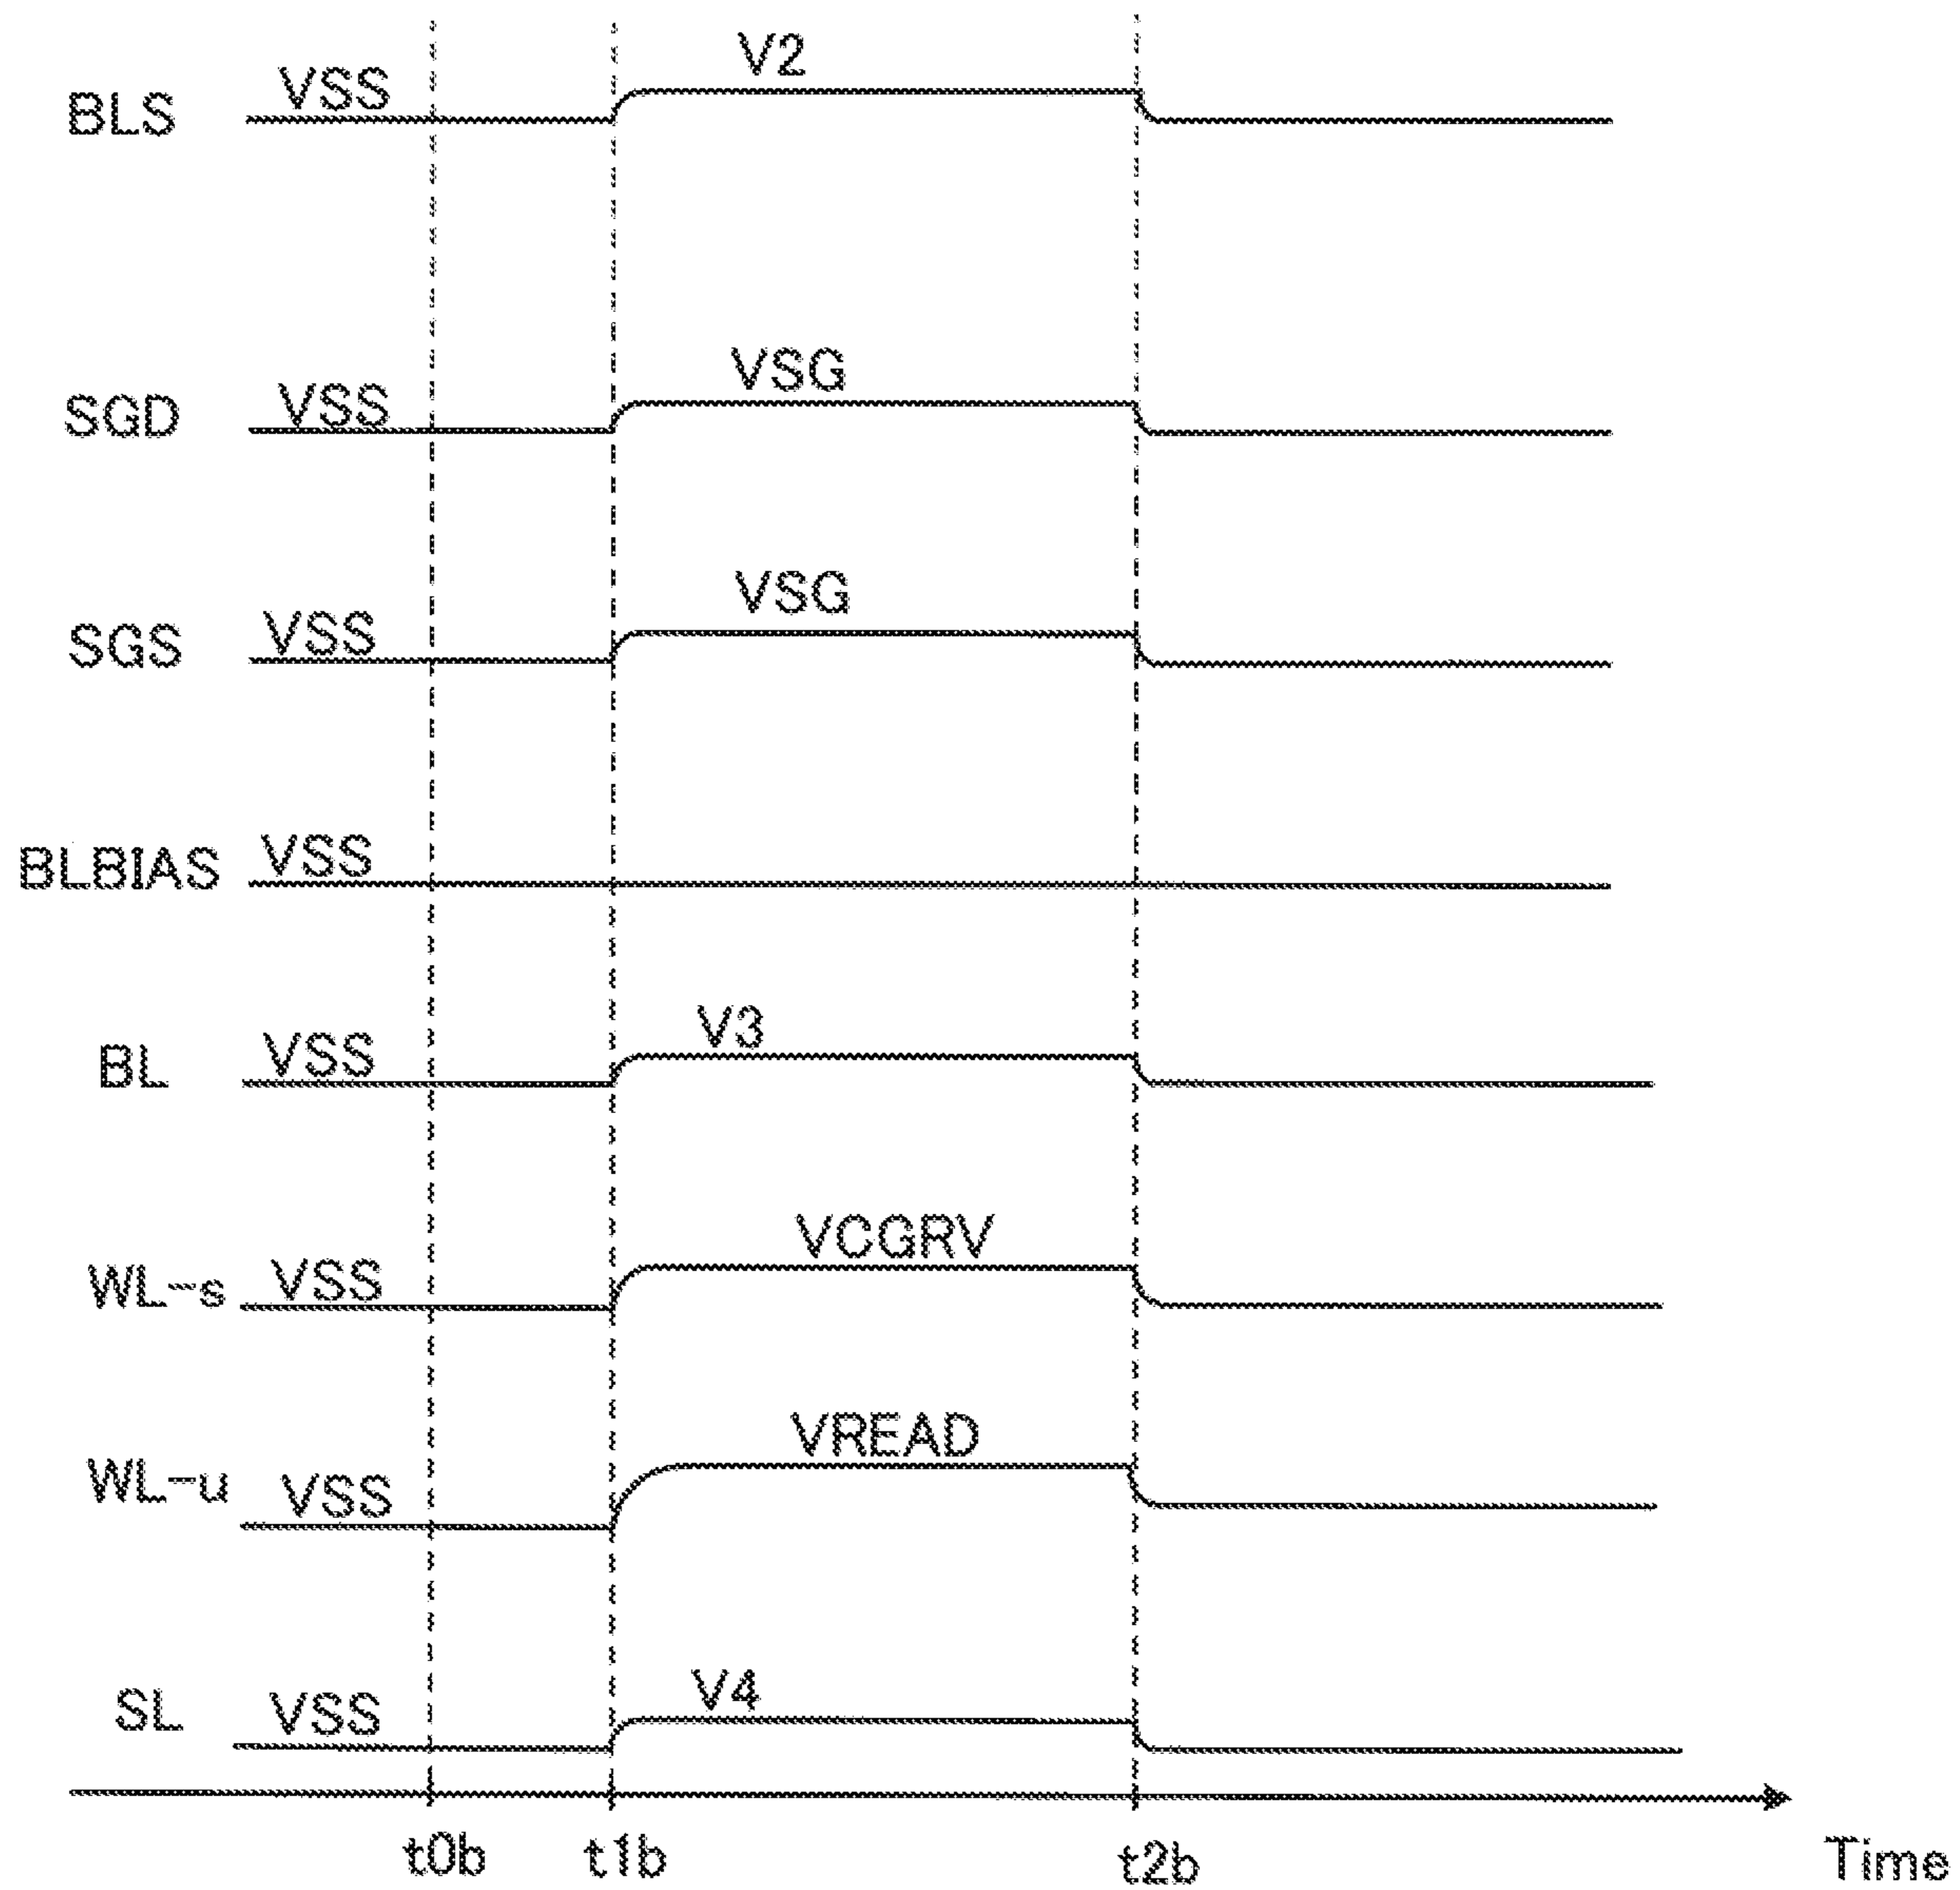 V2
BLS VSS
VSG
SGD VSS
VSG
SGS VSS
BLBIAS VSS
V3
BL VSS
VCGRV
WL-s VSS
VREAD
WL-u VSS
V4
SL VSS
t0b t1b t2b Time